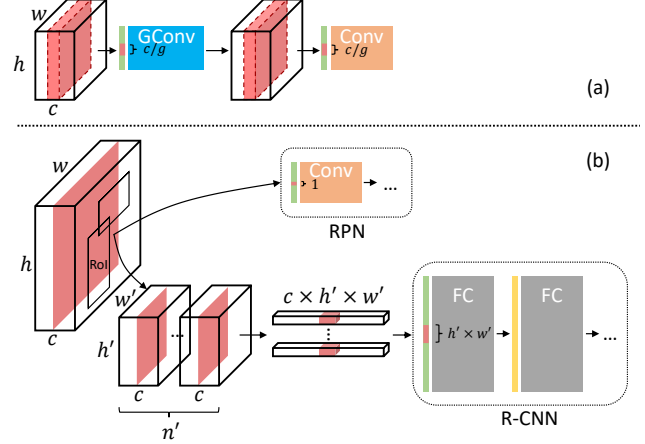 w
h
c
GConv
c/g
Conv
c/g
(a)
(b)
w
h
c
RoI
Conv
1
...
RPN
w′
h′
...
c
c
n′
c × h′ × w′
⋮
FC
h′ × w′
FC
...
R-CNN